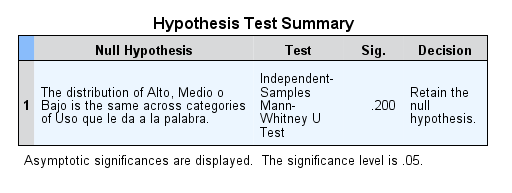 Hypothesis Test Summary
Null Hypothesis Test Sig. Decision
1 The distribution of Alto, Medio o Bajo is the same across categories of Uso que le da a la palabra. Independent-Samples Mann-Whitney U Test .200 Retain the null hypothesis.
Asymptotic significances are displayed. The significance level is .05.